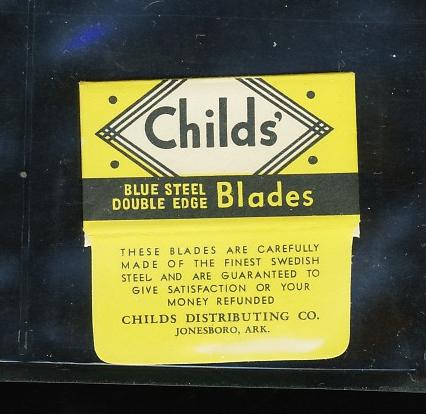 Childs'
BLUE STEEL
DOUBLE EDGE Blades
THESE BLADES ARE CAREFULLY
MADE OF THE FINEST SWEDISH
STEEL AND ARE GUARANTEED TO
GIVE SATISFACTION OR YOUR
MONEY REFUNDED
CHILDS DISTRIBUTING CO.
JONESBORO, ARK.